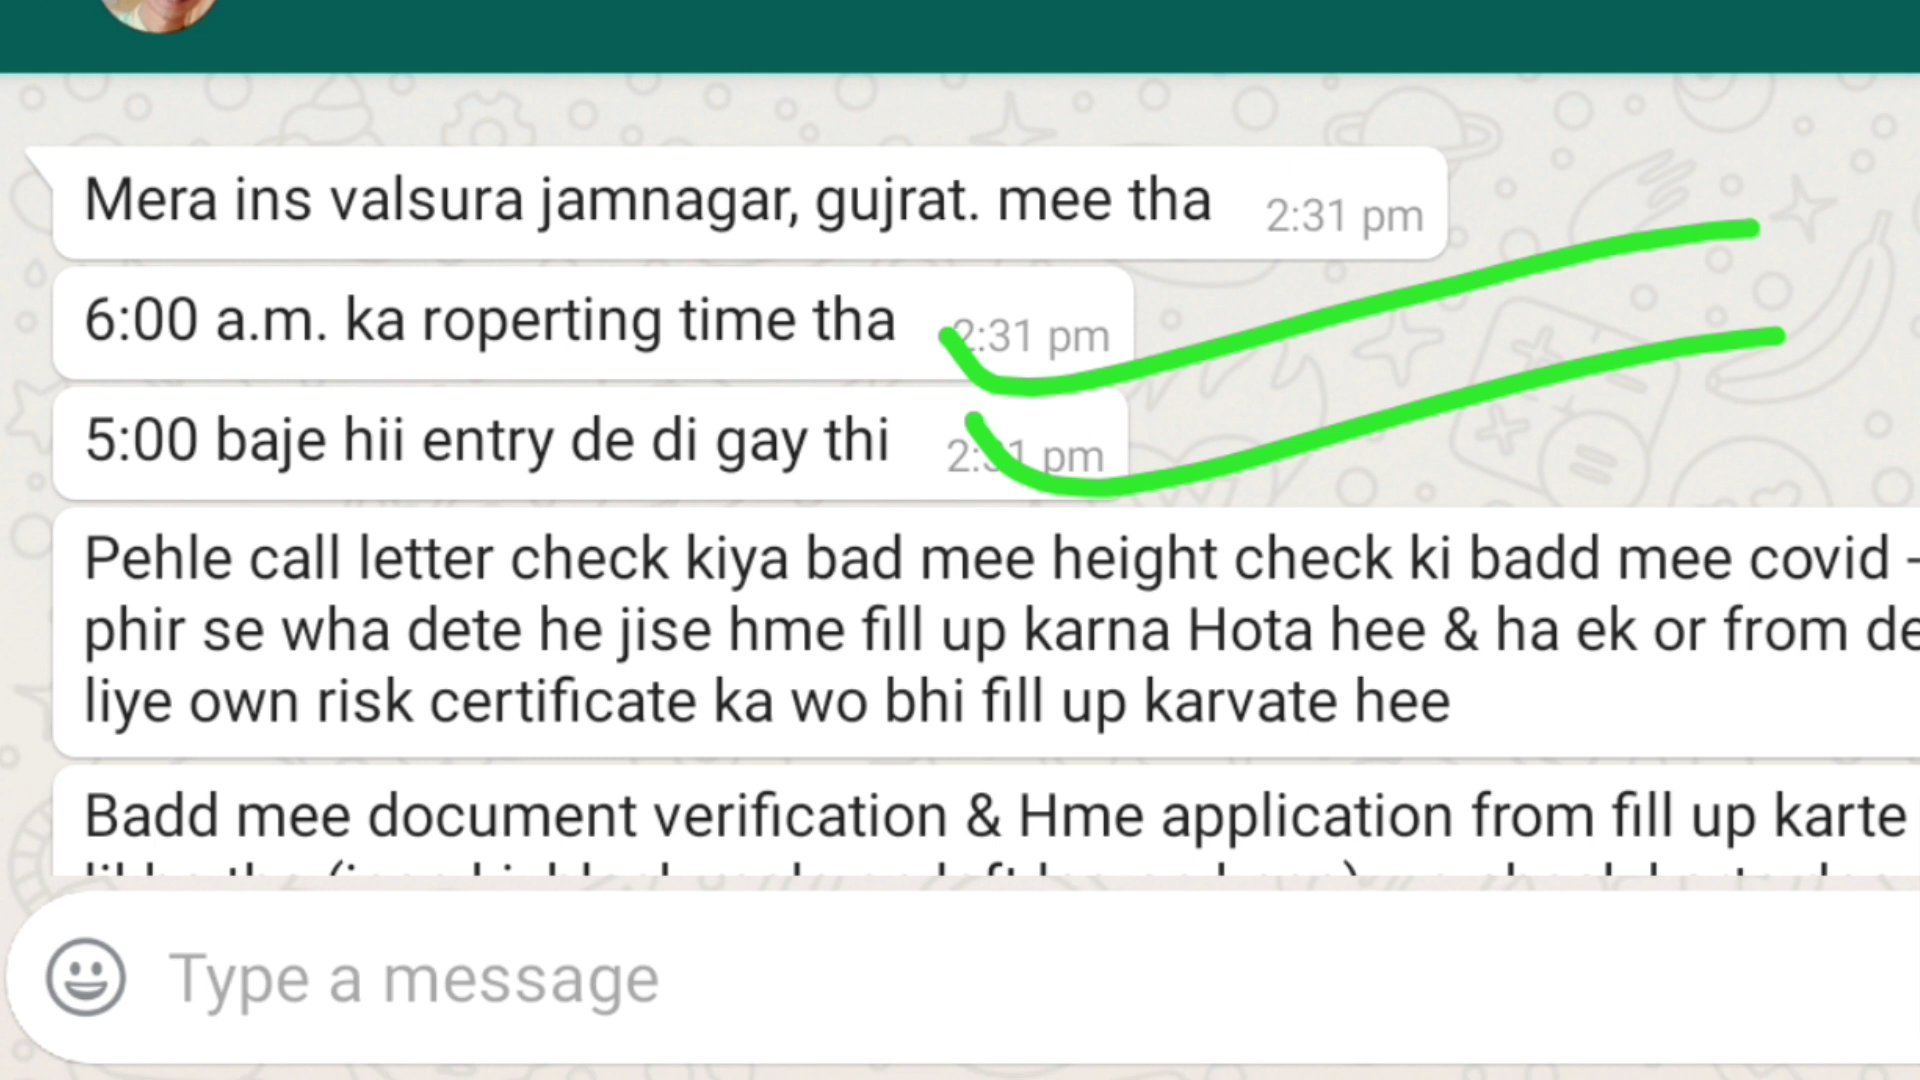 Mera ins valsura jamnagar, gujrat. mee tha 2:31 pm
6:00 a.m. ka roperting time tha 2:31 pm
5:00 baje hii entry de di gay thi 2:31 pm
Pehle call letter check kiya bad mee height check ki badd mee covid -
phir se wha dete he jise hme fill up karna Hota hee & ha ek or from de
liye own risk certificate ka wo bhi fill up karvate hee
Badd mee document verification & Hme application from fill up karte
Type a message